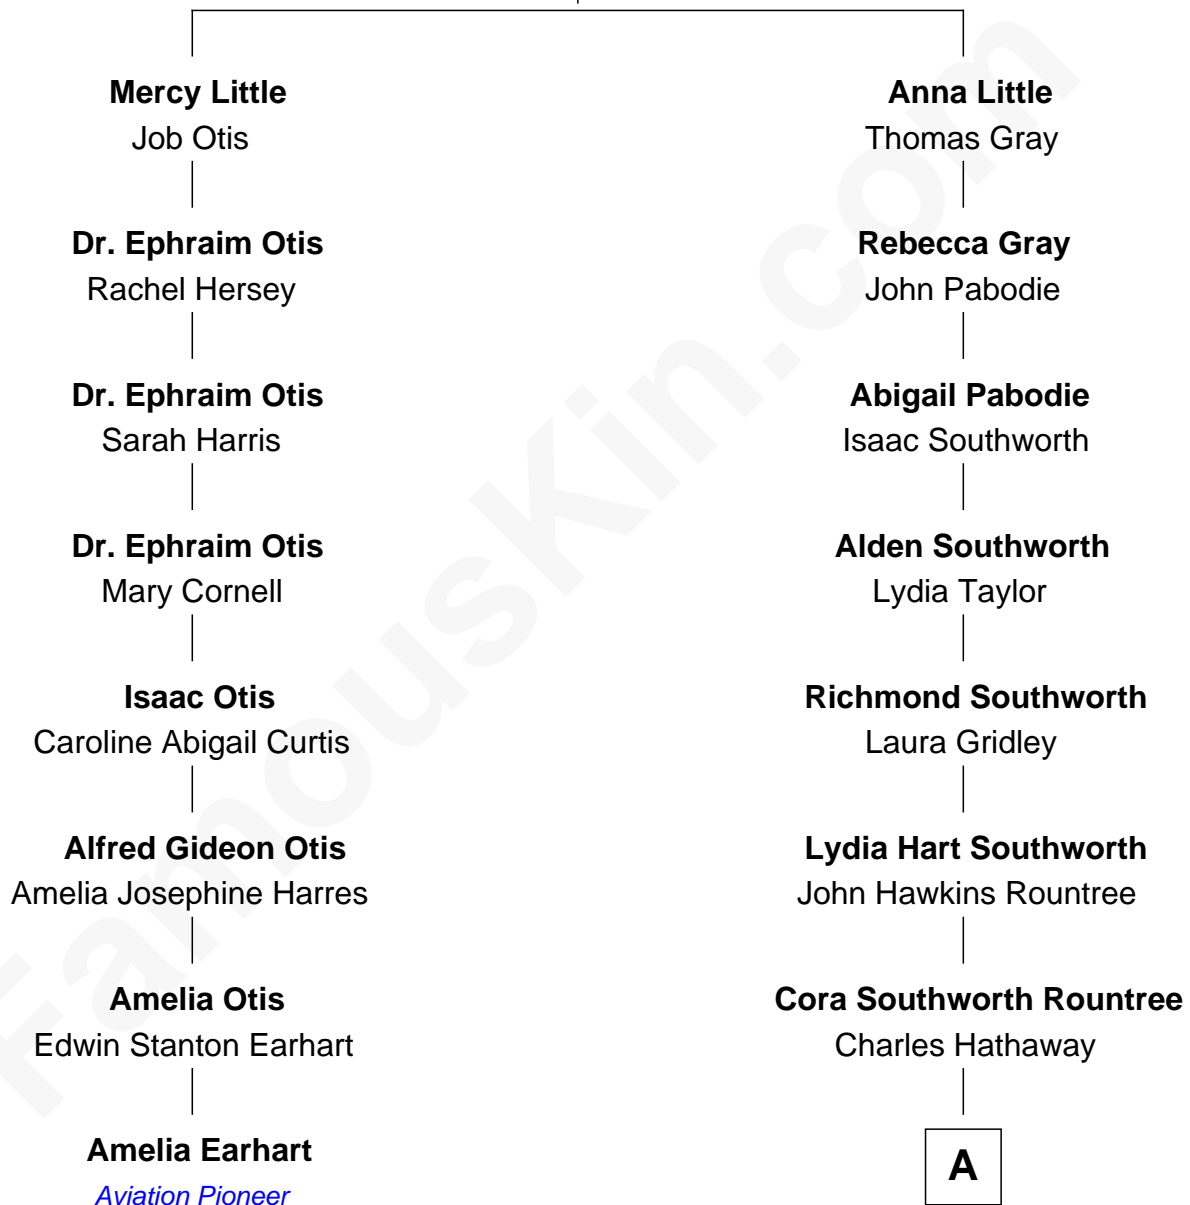 Mercy Little
Job Otis
Dr. Ephraim Otis
Rachel Hersey
Dr. Ephraim Otis
Sarah Harris
Dr. Ephraim Otis
Mary Cornell
Isaac Otis
Caroline Abigail Curtis
Alfred Gideon Otis
Amelia Josephine Harres
Amelia Otis
Edwin Stanton Earhart
Amelia Earhart
Aviation Pioneer
Anna Little
Thomas Gray
Rebecca Gray
John Pabodie
Abigail Pabodie
Isaac Southworth
Alden Southworth
Lydia Taylor
Richmond Southworth
Laura Gridley
Lydia Hart Southworth
John Hawkins Rountree
Cora Southworth Rountree
Charles Hathaway
A
FamousKin.com